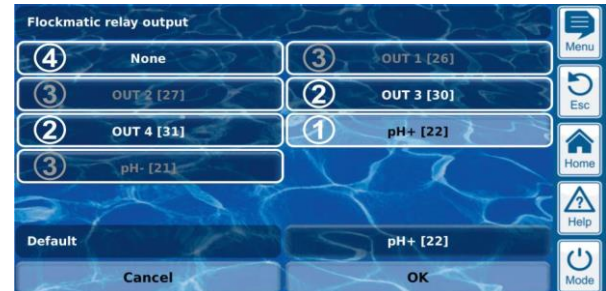 Flockmatic relay output
4 None
3 OUT 1 [26]
3 OUT 2 [27]
2 OUT 3 [30]
2 OUT 4 [31]
1 pH+ [22]
3 pH- [21]
Default
pH+ [22]
Cancel
OK
Menu
Esc
Home
? Help
Mode